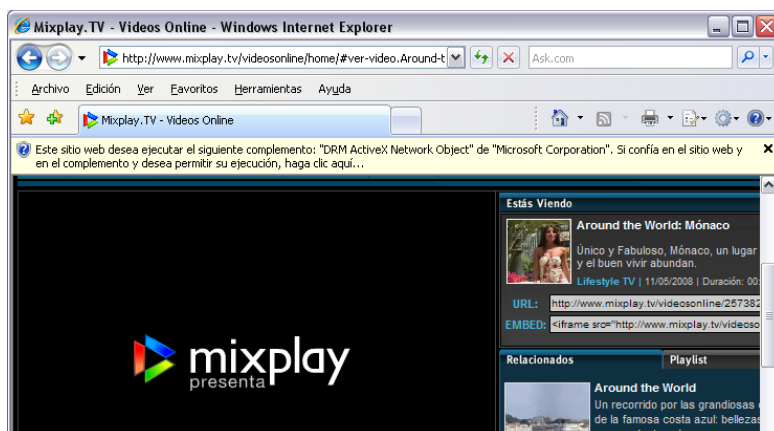 Mixplay.TV - Videos Online - Windows Internet Explorer
http://www.mixplay.tv/videosonline/home/#ver-video.Around-t
Ask.com
Archivo Edición Ver Favoritos Herramientas Ayuda
Mixplay.TV - Videos Online
Este sitio web desea ejecutar el siguiente complemento: "DRM ActiveX Network Object" de "Microsoft Corporation". Si confía en el sitio web y
en el complemento y desea permitir su ejecución, haga clic aquí...
mixplay
presenta
Estás Viendo
Around the World: Mónaco
Único y Fabuloso, Mónaco, un lugar
y el buen vivir abundan.
Lifestyle TV | 11/05/2008 | Duración: 00:
URL: http://www.mixplay.tv/videosonline/257382
EMBED: <iframe src="http://www.mixplay.tv/videoso
Relacionados Playlist
Around the World
Un recorrido por las grandiosas
de la famosa costa azul: bellezas